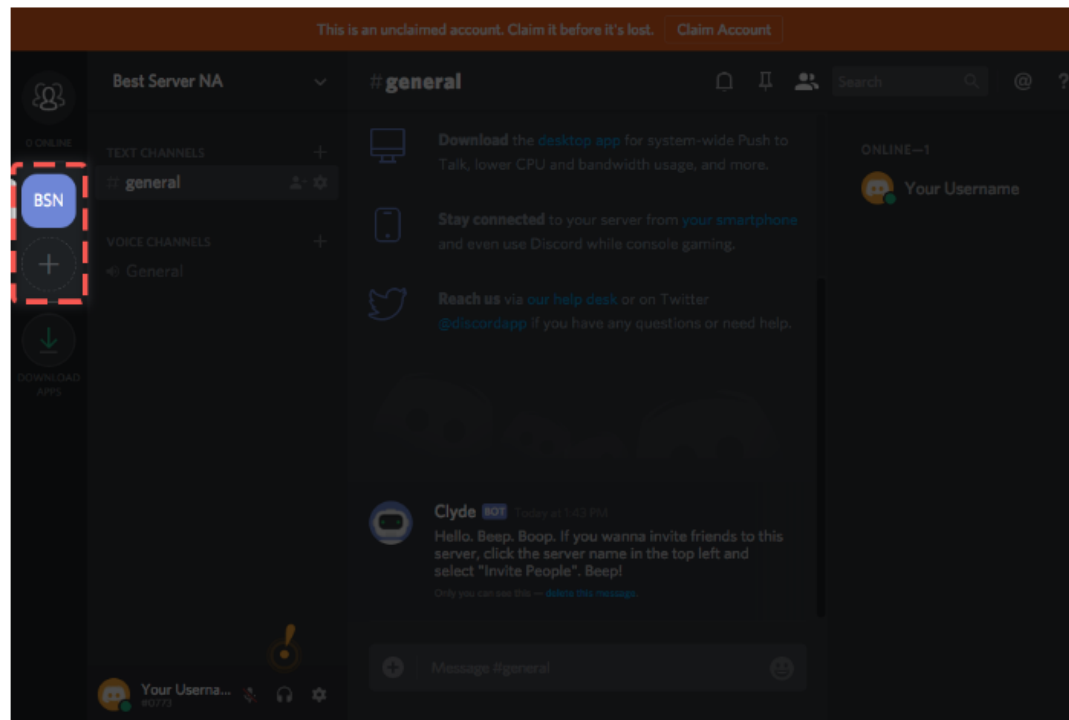 This is an unclaimed account. Claim it before it's lost. Claim Account
Best Server NA
#general
Search
@
?
0 ONLINE
BSN
+
DOWNLOAD
APPS
TEXT CHANNELS +
# general
VOICE CHANNELS +
General
Download the desktop app for system-wide Push to
Talk, lower CPU and bandwidth usage, and more.
Stay connected to your server from your smartphone
and even use Discord while console gaming.
Reach us via our help desk or on Twitter
@discordapp if you have any questions or need help.
Clyde BOT Today at 1:43 PM
Hello. Beep. Boop. If you wanna invite friends to this
server, click the server name in the top left and
select "Invite People". Beep!
Only you can see this — delete this message.
Message #general
Your Userna...
#0773
ONLINE—1
Your Username